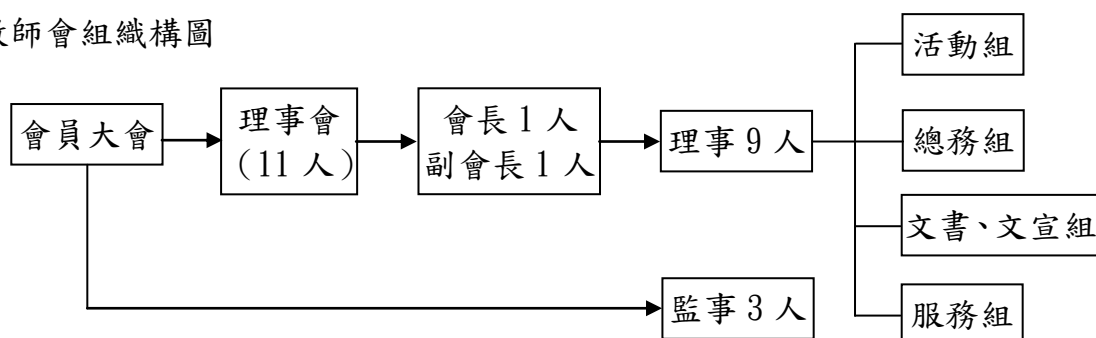 教師會組織構圖
活動組
會員大會
理事會
(11 人)
會長 1 人
副會長 1 人
理事 9 人
總務組
文書、文宣組
監事 3 人
服務組